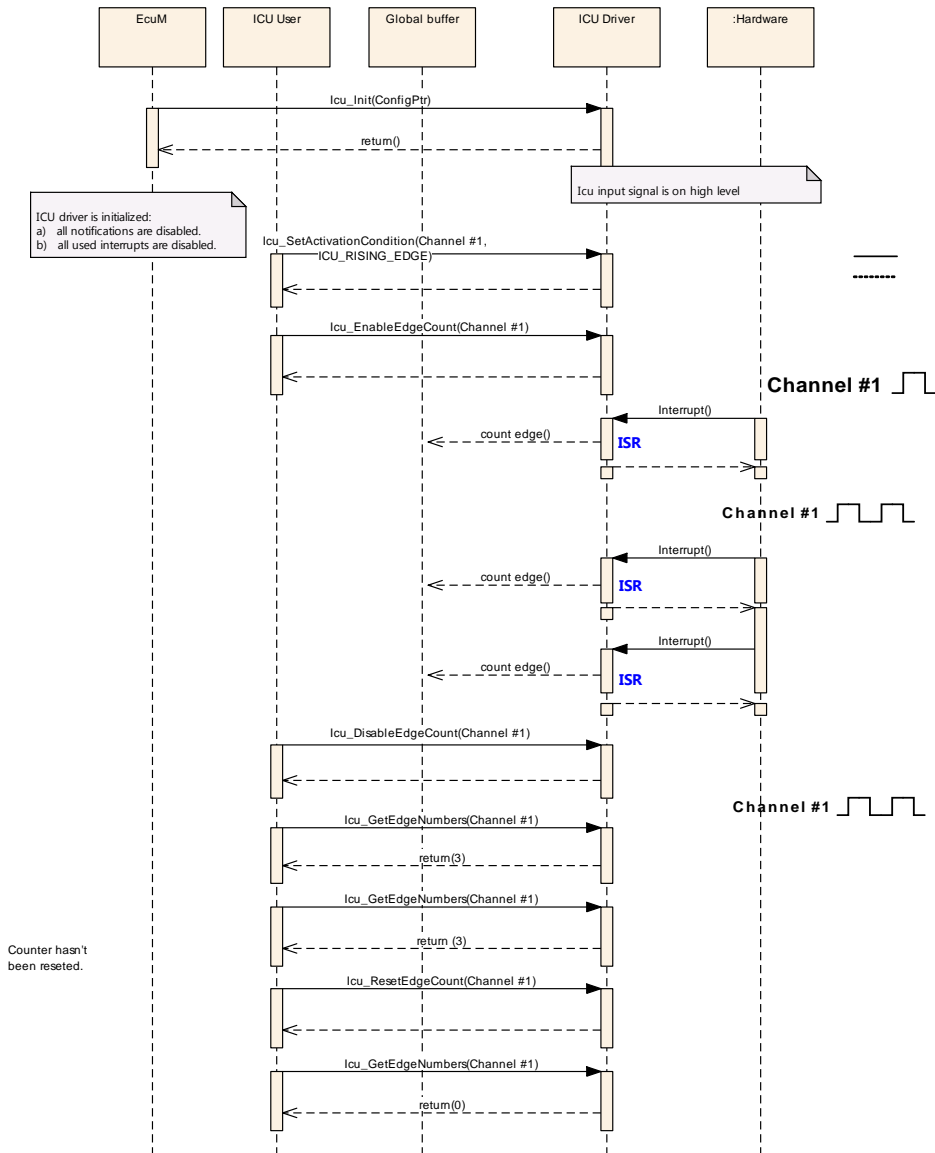 EcuM
ICU User
Global buffer
ICU Driver
:Hardware
Icu_Init(ConfigPtr)
return()
Icu input signal is on high level
ICU driver is initialized:
a) all notifications are disabled.
b) all used interrupts are disabled.
Icu_SetActivationCondition(Channel #1,
ICU_RISING_EDGE)
Icu_EnableEdgeCount(Channel #1)
Channel #1
Interrupt()
count edge()
ISR
Channel #1
Interrupt()
count edge()
ISR
Interrupt()
count edge()
ISR
Icu_DisableEdgeCount(Channel #1)
Channel #1
Icu_GetEdgeNumbers(Channel #1)
return(3)
Icu_GetEdgeNumbers(Channel #1)
return (3)
Counter hasn't
been reseted.
Icu_ResetEdgeCount(Channel #1)
Icu_GetEdgeNumbers(Channel #1)
return(0)